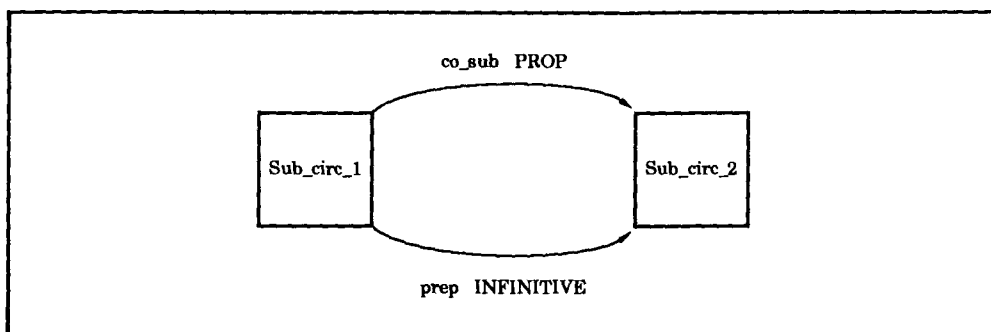 co_sub PROP
Sub_circ_1
Sub_circ_2
prep INFINITIVE